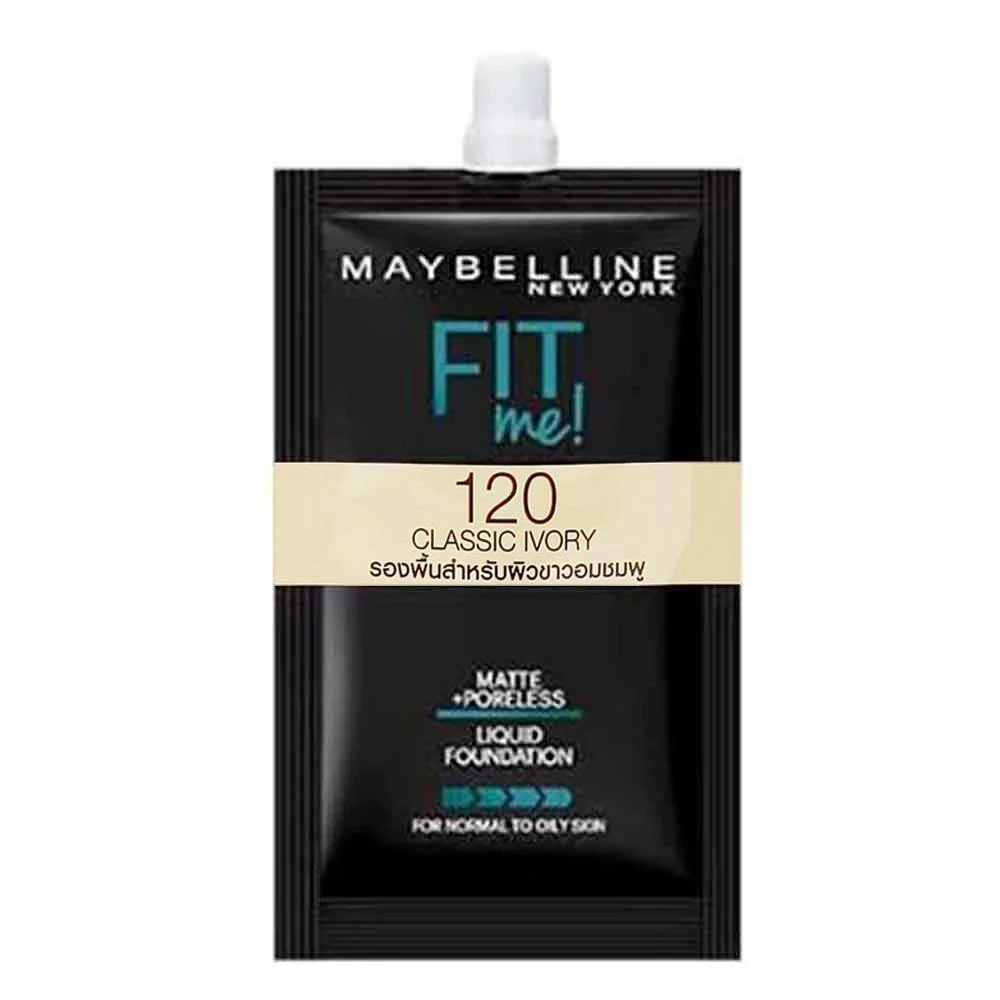 MAYBELLINE
NEW YORK
FIT
me!
120
CLASSIC IVORY
รองพื้นสำหรับผิวขาวอมชมพู
MATTE
+PORELESS
LIQUID
FOUNDATION
FOR NORMAL TO OILY SKIN